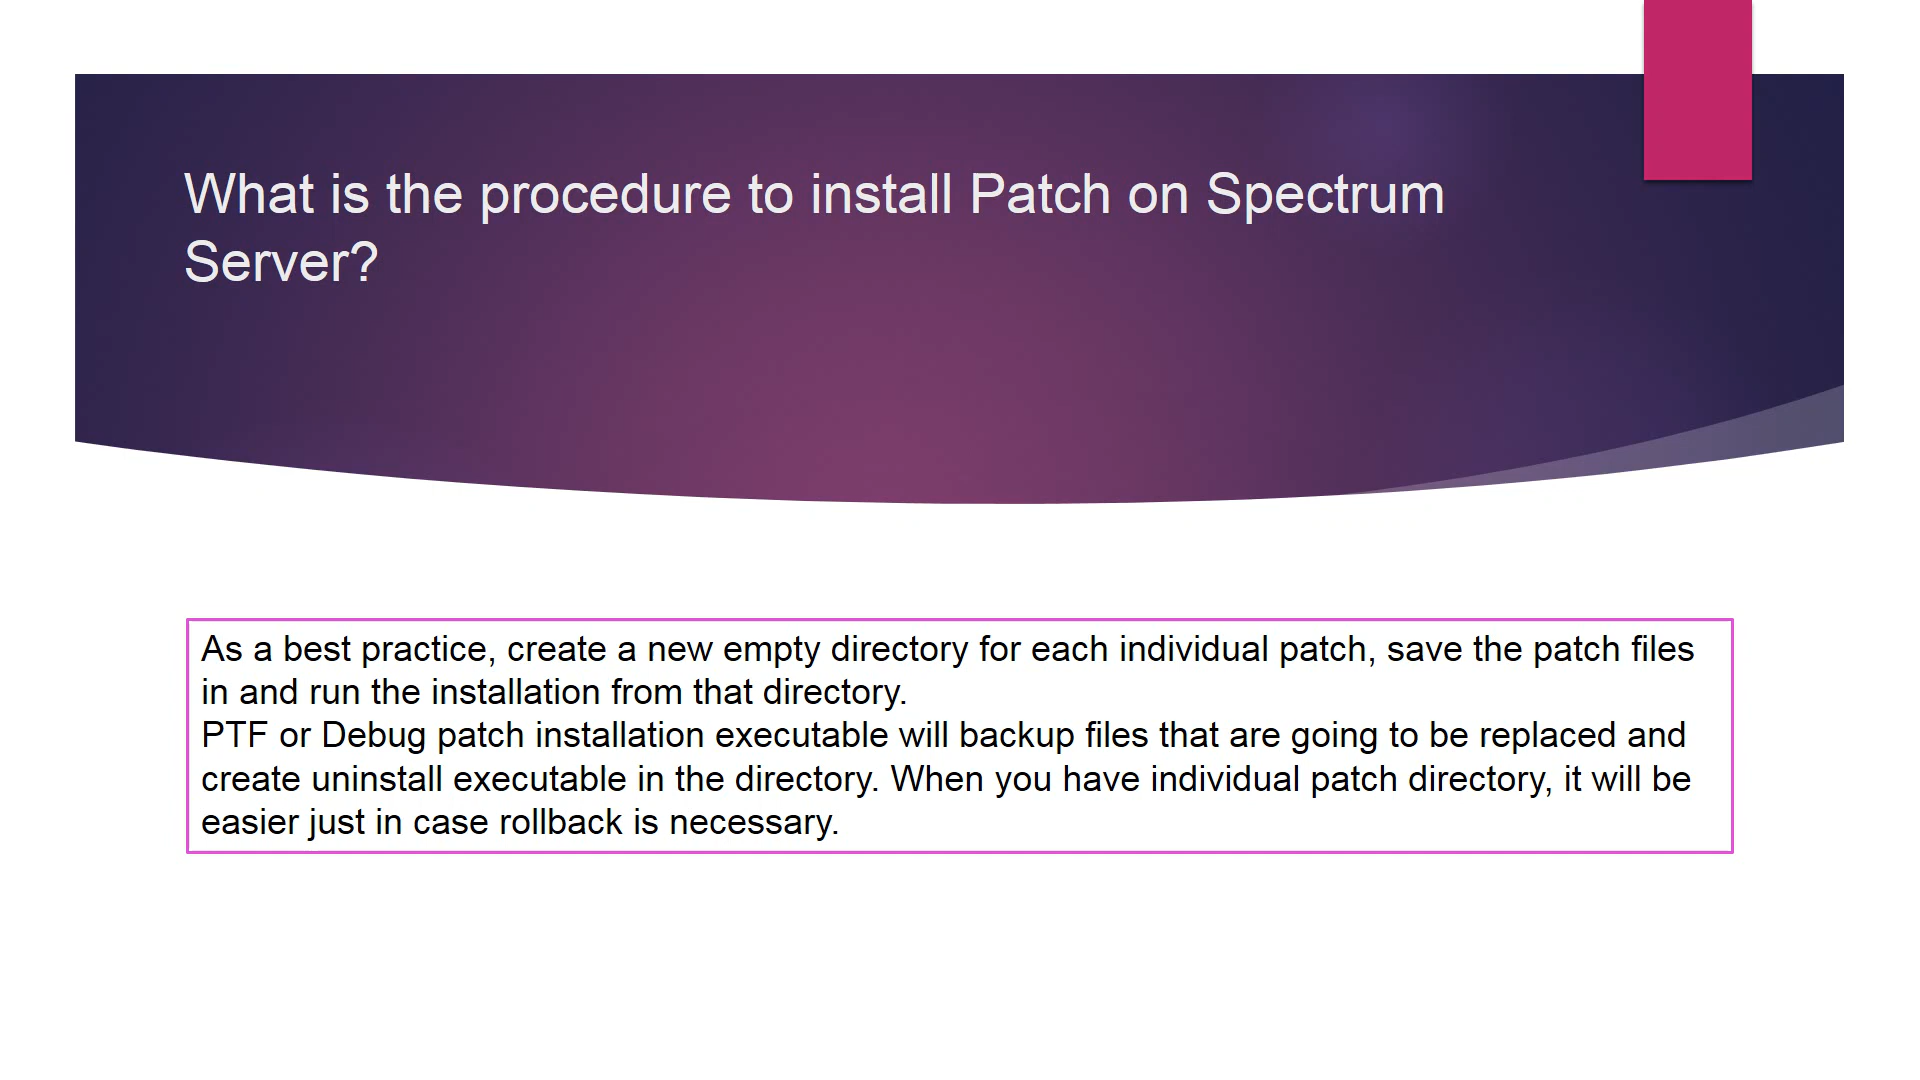 What is the procedure to install Patch on Spectrum
Server?
As a best practice, create a new empty directory for each individual patch, save the patch files
in and run the installation from that directory.
PTF or Debug patch installation executable will backup files that are going to be replaced and
create uninstall executable in the directory. When you have individual patch directory, it will be
easier just in case rollback is necessary.